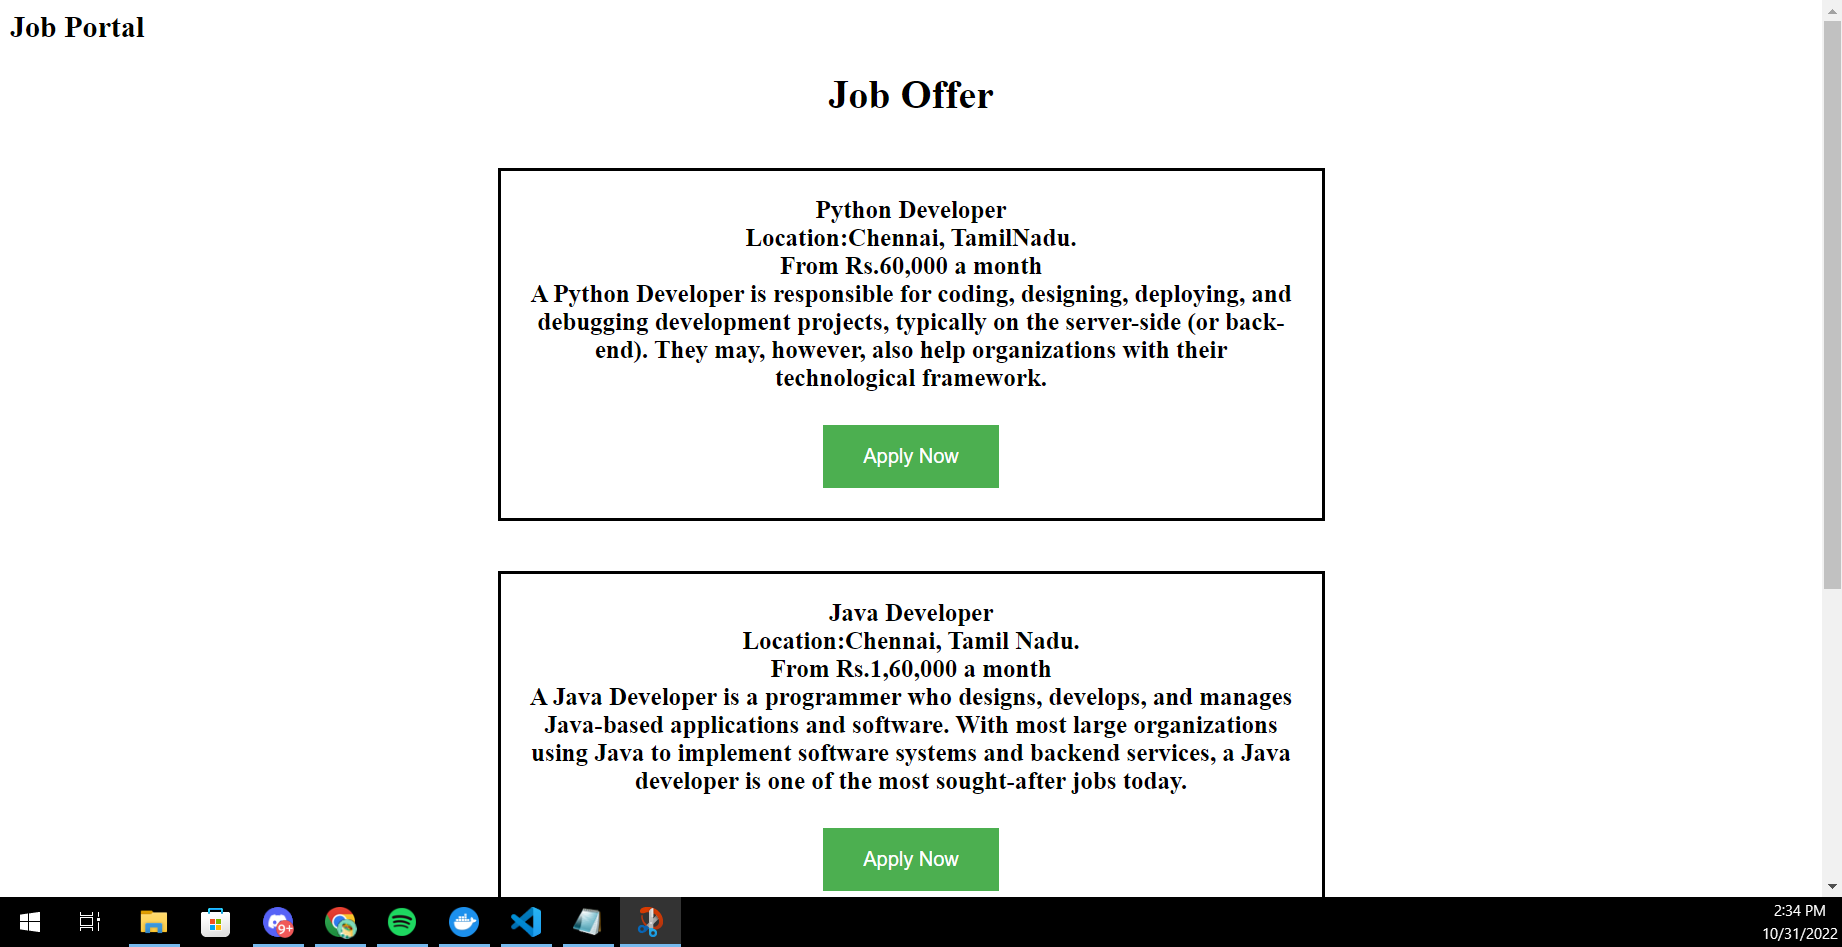 Job Portal
Job Offer
Python Developer
Location:Chennai, TamilNadu.
From Rs.60,000 a month
A Python Developer is responsible for coding, designing, deploying, and
debugging development projects, typically on the server-side (or back-
end). They may, however, also help organizations with their
technological framework.
Apply Now
Java Developer
Location:Chennai, Tamil Nadu.
From Rs.1,60,000 a month
A Java Developer is a programmer who designs, develops, and manages
Java-based applications and software. With most large organizations
using Java to implement software systems and backend services, a Java
developer is one of the most sought-after jobs today.
Apply Now
9+
2:34 PM
10/31/2022